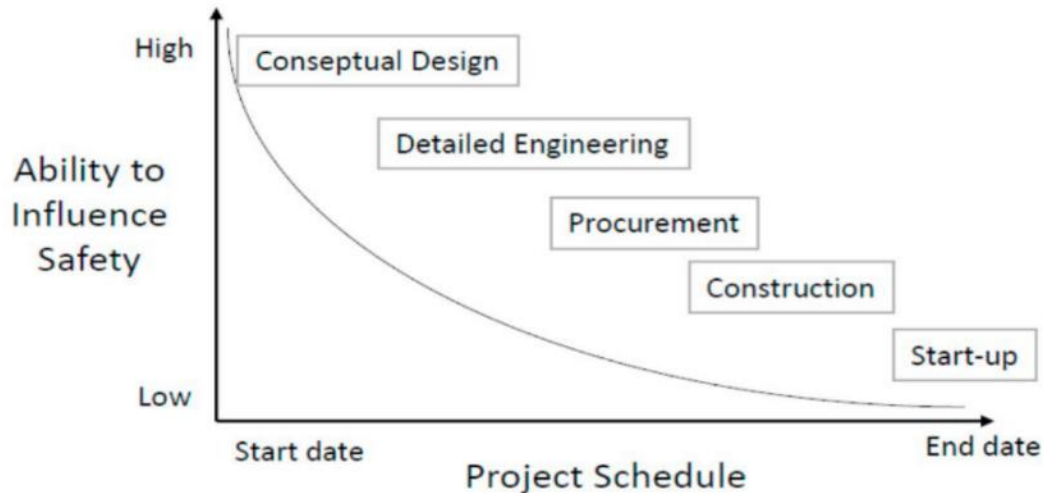 High
Conseptual Design
Detailed Engineering
Ability to
Influence
Safety
Procurement
Construction
Start-up
Low
Start date
End date
Project Schedule